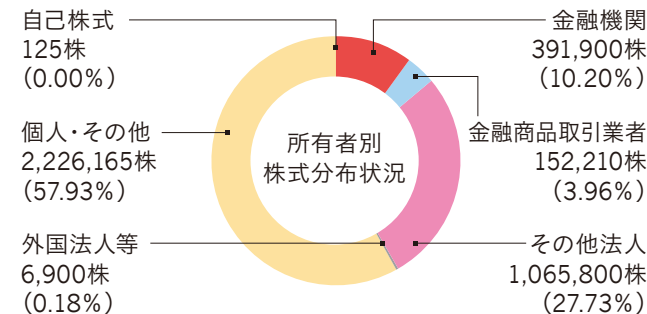 自己株式
125株
(0.00%)
金融機関
391,900株
(10.20%)
個人・その他
2,226,165株
(57.93%)
所有者別
株式分布状況
金融商品取引業者
152,210株
(3.96%)
外国法人等
6,900株
(0.18%)
その他法人
1,065,800株
(27.73%)